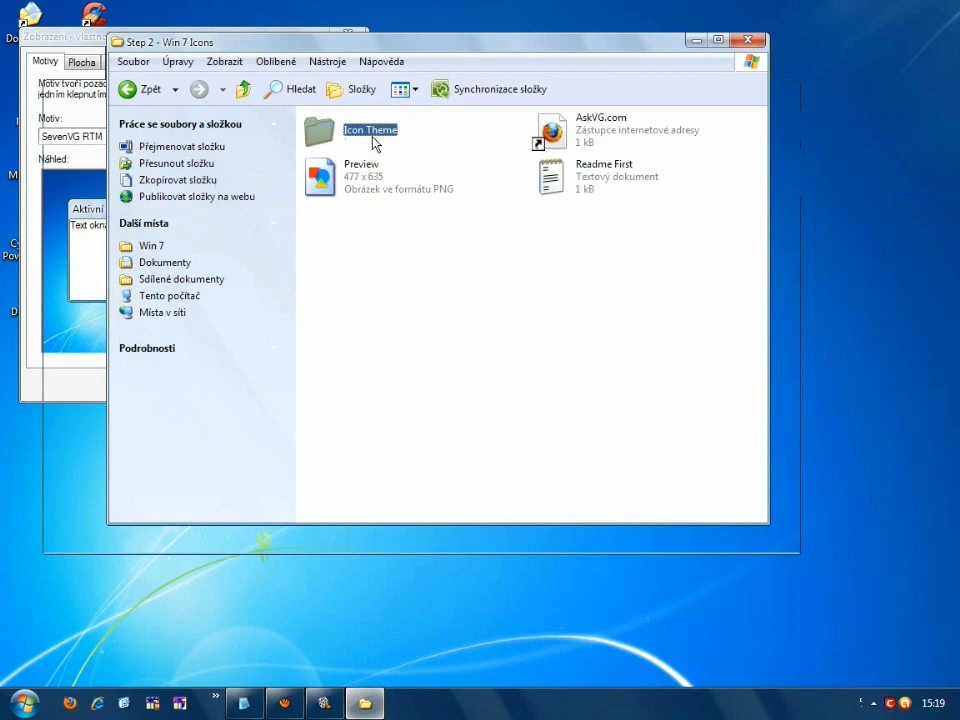 Zobrazení - vlastno
Motivy
Plocha
Motiv tvoří pozad
jedním klepnutím
Motiv:
SevenVG RTM
Náhled:
Aktivní
Text okna
Step 2 - Win 7 Icons
Soubor
Úpravy
Zobrazit
Oblíbené
Nástroje
Nápověda
Zpět
Hledat
Složky
Synchronizace složky
Práce se soubory a složkou
Přejmenovat složku
Přesunout složku
Zkopírovat složku
Publikovat složky na webu
Další místa
Win 7
Dokumenty
Sdílené dokumenty
Tento počítač
Místa v síti
Podrobnosti
Icon Theme
AskVG.com
Zástupce internetové adresy
1 kB
Preview
477 x 635
Obrázek ve formátu PNG
Readme First
Textový dokument
1 kB
15:19